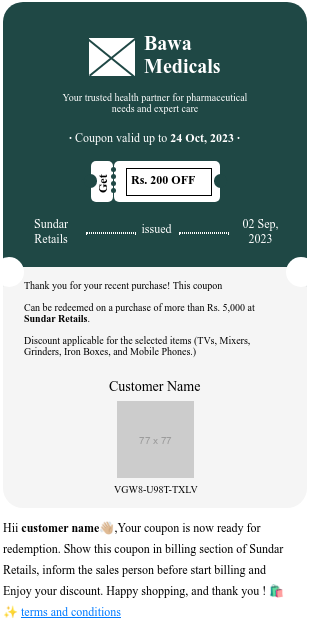 Bawa
Medicals
Your trusted health partner for pharmaceutical
needs and expert care
· Coupon valid up to 24 Oct, 2023 ·
Get
Rs. 200 OFF
Sundar
Retails
issued
02 Sep,
2023
Thank you for your recent purchase! This coupon
Can be redeemed on a purchase of more than Rs. 5,000 at
Sundar Retails.
Discount applicable for the selected items (TVs, Mixers,
Grinders, Iron Boxes, and Mobile Phones.)
Customer Name
77 x 77
VGW8-U98T-TXLV
Hii customer name👋🏼,Your coupon is now ready for
redemption. Show this coupon in billing section of Sundar
Retails, inform the sales person before start billing and
Enjoy your discount. Happy shopping, and thank you ! 🛍️
✨ terms and conditions